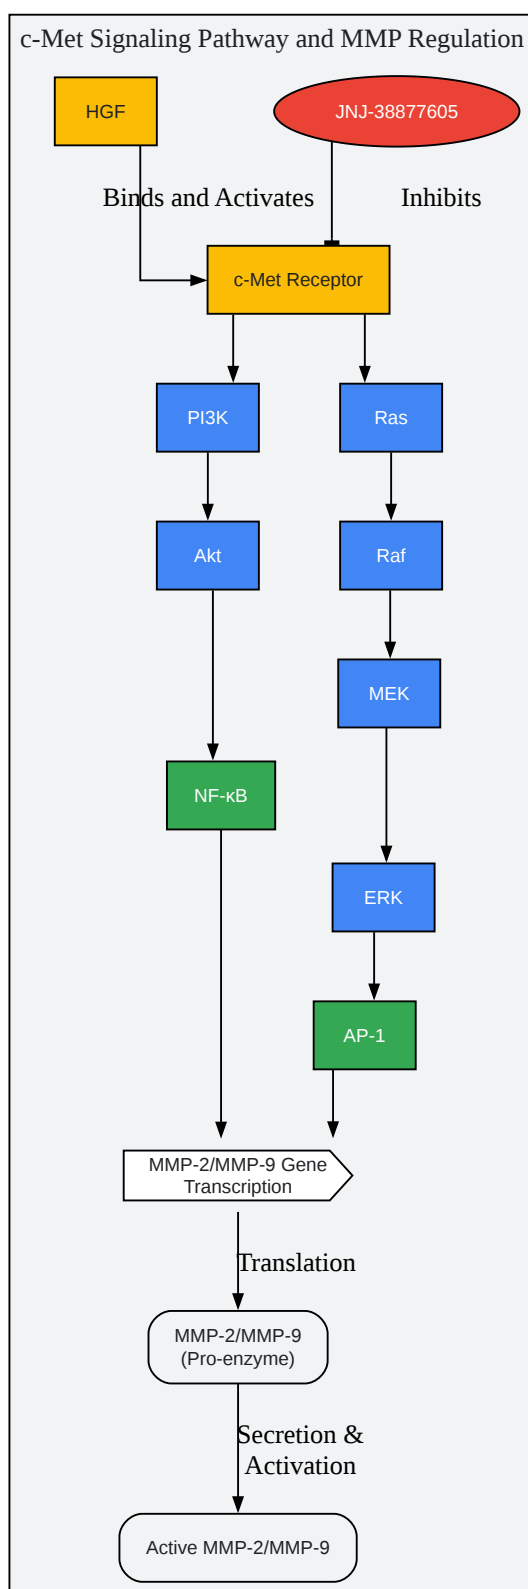 c-Met Signaling Pathway and MMP Regulation
HGF
JNJ-38877605
Binds and Activates
Inhibits
c-Met Receptor
PI3K
Ras
Akt
Raf
MEK
NF-κB
ERK
AP-1
MMP-2/MMP-9 Gene
Transcription
Translation
MMP-2/MMP-9
(Pro-enzyme)
Secretion &
Activation
Active MMP-2/MMP-9